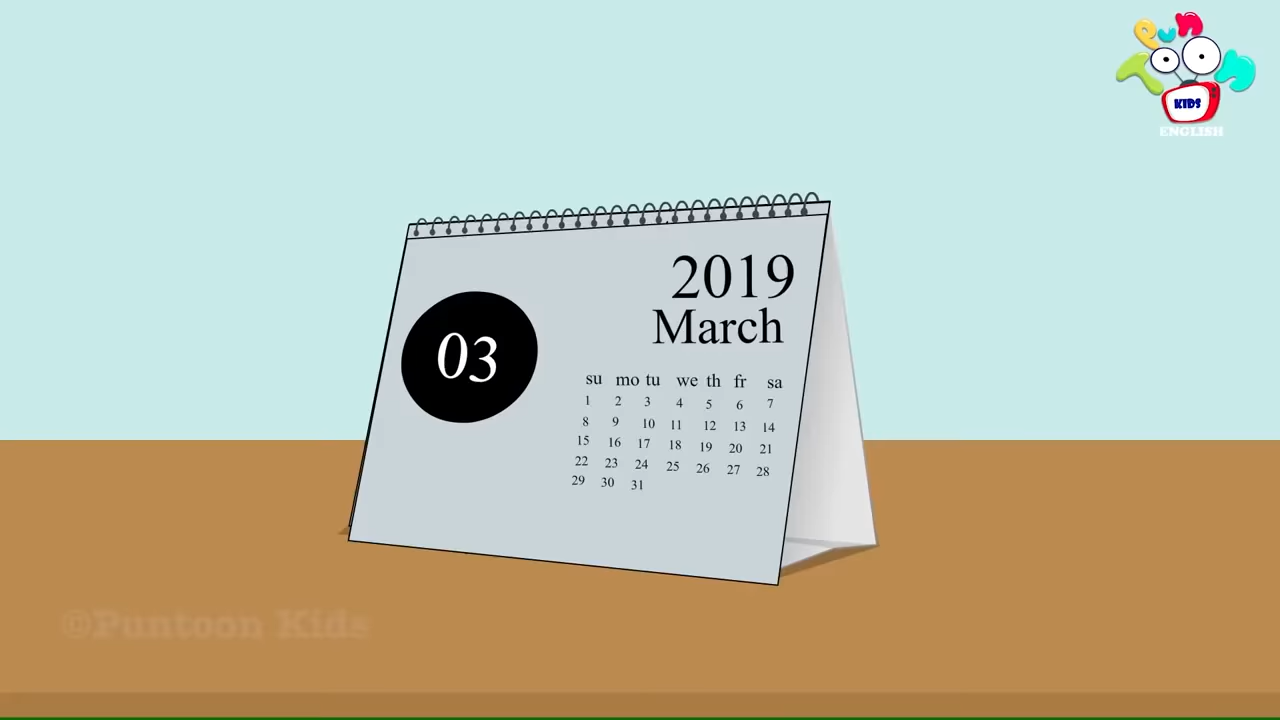 PunToon
KIDS
ENGLISH
2019
March
03
su mo tu we th fr sa
1 2 3 4 5 6 7
8 9 10 11 12 13 14
15 16 17 18 19 20 21
22 23 24 25 26 27 28
29 30 31
@Puntoon Kids